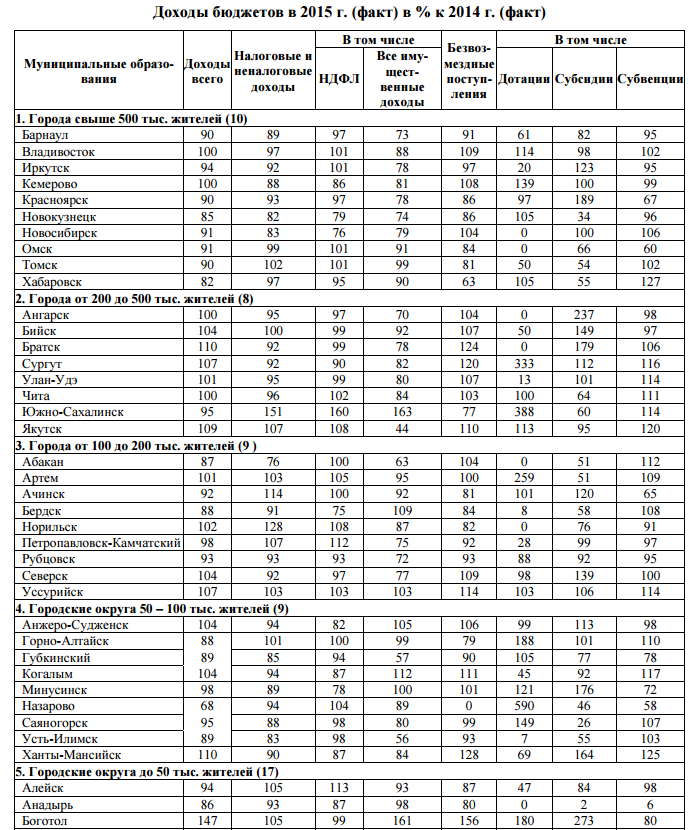 Доходы бюджетов в 2015 г. (факт) в % к 2014 г. (факт)
Муниципальные образо-вания Доходы всего Налоговые и неналоговые доходы В том числе НДФЛ Все иму-щест-венные доходы Безвоз-мездные поступ-ления В том числе Дотации Субсидии Субвенции
1. Города свыше 500 тыс. жителей (10)
Барнаул 90 89 97 73 91 61 82 95
Владивосток 100 97 101 88 109 114 98 102
Иркутск 94 92 101 78 97 20 123 95
Кемерово 100 88 86 81 108 139 100 99
Красноярск 90 93 97 78 86 97 189 67
Новокузнецк 85 82 79 74 86 105 34 96
Новосибирск 91 83 76 79 104 0 100 106
Омск 91 99 101 91 84 0 66 60
Томск 90 102 101 99 81 50 54 102
Хабаровск 82 97 95 90 63 105 55 127
2. Города от 200 до 500 тыс. жителей (8)
Ангарск 100 95 97 70 104 0 237 98
Бийск 104 100 99 92 107 50 149 97
Братск 110 92 99 78 124 0 179 106
Сургут 107 92 90 82 120 333 112 116
Улан-Удэ 101 95 99 80 107 13 101 114
Чита 100 96 102 84 103 100 64 111
Южно-Сахалинск 95 151 160 163 77 388 60 114
Якутск 109 107 108 44 110 113 95 120
3. Города от 100 до 200 тыс. жителей (9 )
Абакан 87 76 100 63 104 0 51 112
Артем 101 103 105 95 100 259 51 109
Ачинск 92 114 100 92 81 101 120 65
Бердск 88 91 75 109 84 8 58 108
Норильск 102 128 108 87 82 0 76 91
Петропавловск-Камчатский 98 107 112 75 92 28 99 97
Рубцовск 93 93 93 72 93 88 92 95
Северск 104 92 97 77 109 98 139 100
Уссурийск 107 103 103 103 114 103 106 114
4. Городские округа 50 – 100 тыс. жителей (9)
Анжеро-Судженск 104 94 82 105 106 99 113 98
Горно-Алтайск 88 101 100 99 79 188 101 110
Губкинский 89 85 94 57 90 105 77 78
Когалым 104 94 87 112 111 45 92 117
Минусинск 98 89 78 100 101 121 176 72
Назарово 68 94 104 89 0 590 46 58
Саяногорск 95 88 98 80 99 149 26 107
Усть-Илимск 89 83 98 56 93 7 55 103
Ханты-Мансийск 110 90 87 84 128 69 164 125
5. Городские округа до 50 тыс. жителей (17)
Алейск 94 105 113 93 87 47 84 98
Анадырь 86 93 87 98 80 0 2 6
Боготол 147 105 99 161 156 180 273 80